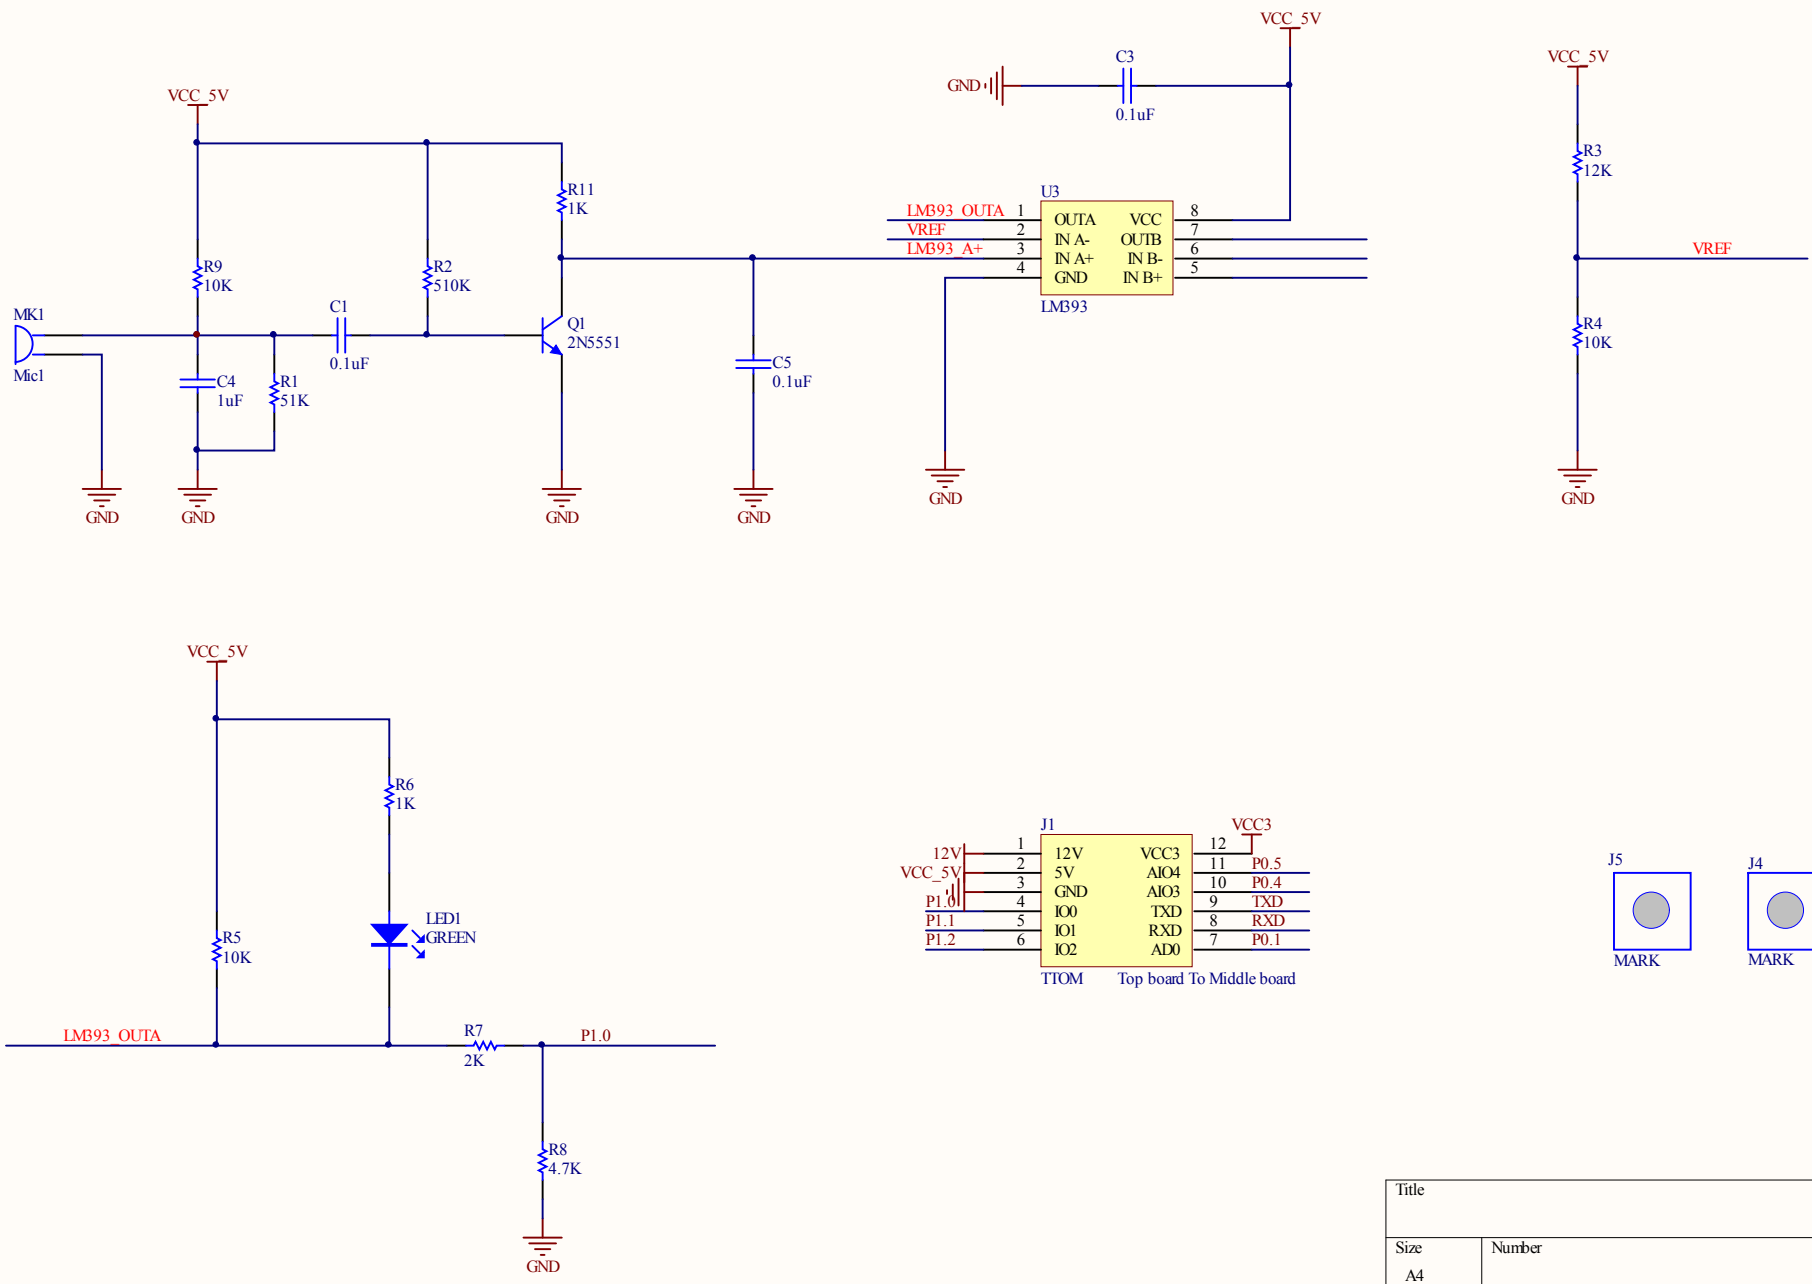 VCC_5V
R9
10K
R2
510K
R11
1K
MK1
Mic1
C1
0.1uF
C4
1uF
R1
51K
Q1
2N5551
C5
0.1uF
GND
GND
GND
GND
VCC_5V
C3
0.1uF
GND
U3
LM393_OUTA 1 OUTA VCC 8
VREF 2 IN A- OUTB 7
LM393_A+ 3 IN A+ IN B- 6
4 GND IN B+ 5
LM393
GND
VCC_5V
R3
12K
VREF
R4
10K
GND
VCC_5V
R6
1K
LED1
GREEN
R5
10K
LM393_OUTA
R7
2K
P1.0
R8
4.7K
GND
J1
VCC3
12V 1 12V VCC3 12
VCC_5V 2 5V AIO4 11 P0.5
3 GND AIO3 10 P0.4
P1.0 4 IO0 TXD 9 TXD
P1.1 5 IO1 RXD 8 RXD
P1.2 6 IO2 AD0 7 P0.1
TTOM Top board To Middle board
J5
MARK
J4
MARK
Title
Size
Number
A4